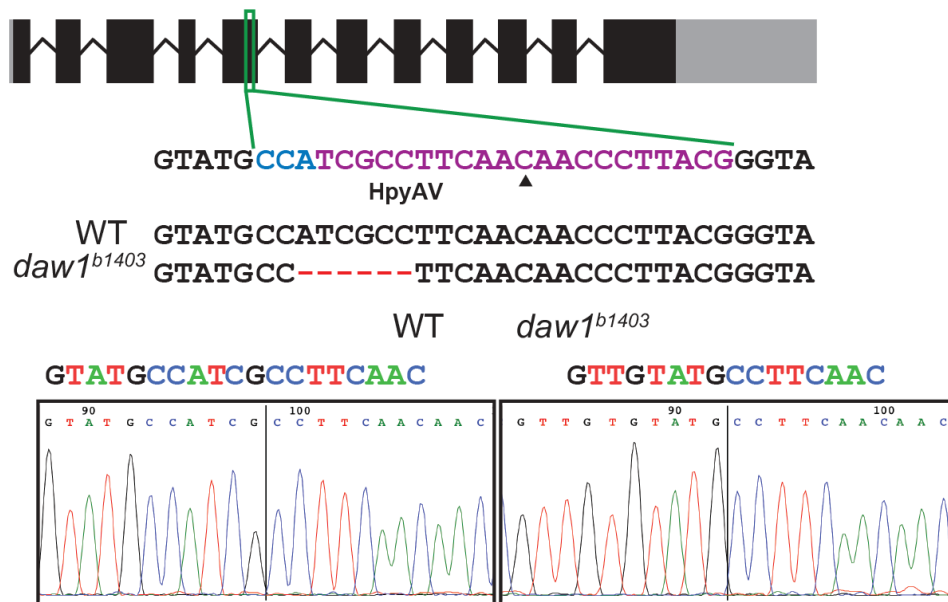 GTATGCCATCGCCTTCAACAACCCTTACGGGTA
HpyAV
WT GTATGCCATCGCCTTCAACAACCCTTACGGGTA
daw1b1403 GTATGCC------TTCAACAACCCTTACGGGTA
WT daw1b1403
GTATGCCATCGCCTTCAAC GTTGTATGCCTTCAAC
90 100 90 100
G T A T G C C A T C G C C T T C A A C A A C G T T G T G T A T G C C T T C A A C A A C